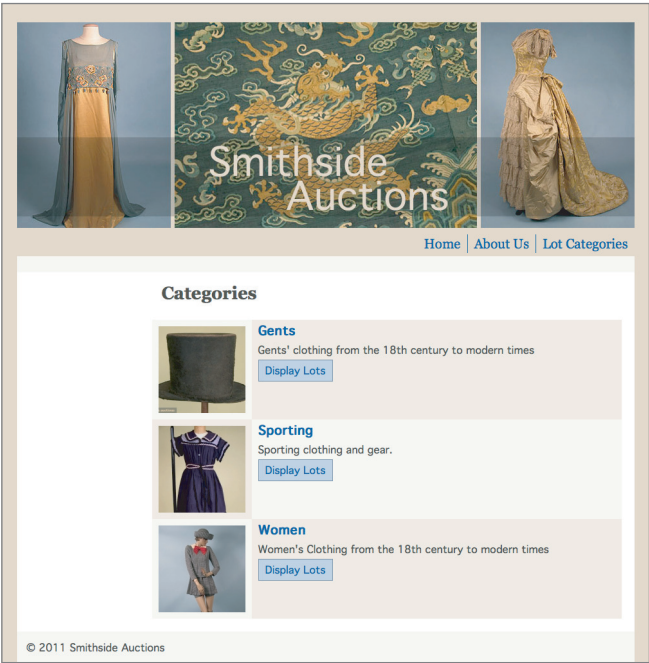 Smithside
Auctions
Home About Us Lot Categories
Categories
Gents
Gents' clothing from the 18th century to modern times
Display Lots
Sporting
Sporting clothing and gear.
Display Lots
Women
Women's Clothing from the 18th century to modern times
Display Lots
© 2011 Smithside Auctions